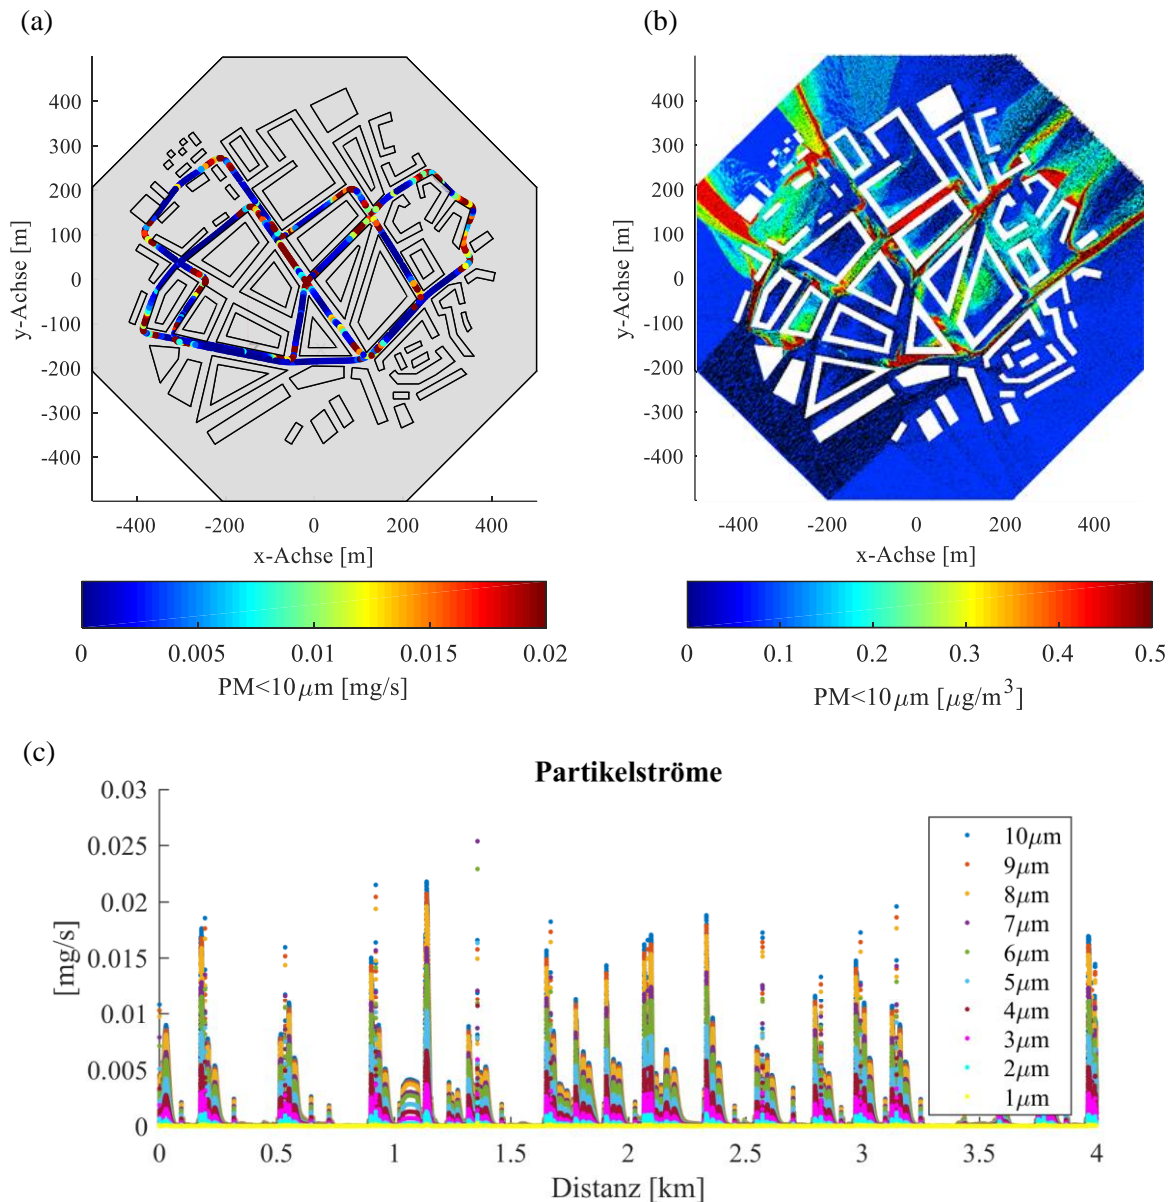 (a)
400
300
200
100
0
-100
-200
-300
-400
y-Achse [m]
-400 -200 0 200 400
x-Achse [m]
0 0.005 0.01 0.015 0.02
PM<10μm [mg/s]
(b)
400
300
200
100
0
-100
-200
-300
-400
y-Achse [m]
-400 -200 0 200 400
x-Achse [m]
0 0.1 0.2 0.3 0.4 0.5
PM<10μm [μg/m³]
(c)
Partikelströme
0.03
0.025
0.02
0.015
0.01
0.005
0
[mg/s]
10μm
9μm
8μm
7μm
6μm
5μm
4μm
3μm
2μm
1μm
0 0.5 1 1.5 2 2.5 3 3.5 4
Distanz [km]